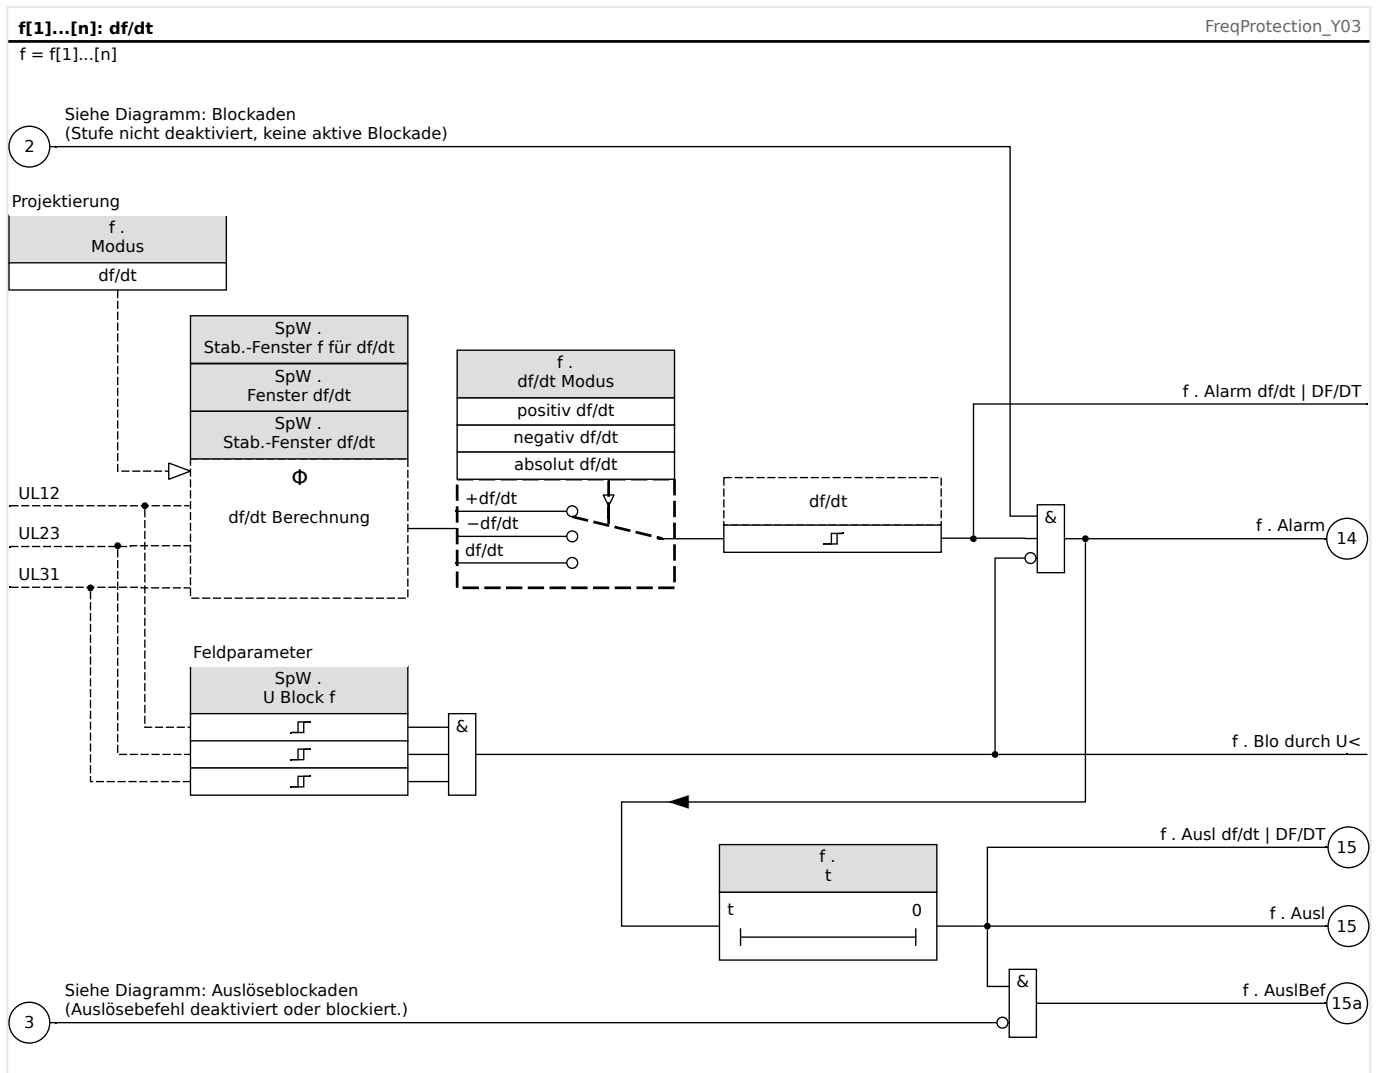 f[1]...[n]: df/dt
FreqProtection_Y03
f = f[1]...[n]
Siehe Diagramm: Blockaden
(Stufe nicht deaktiviert, keine aktive Blockade)
2
Projektierung
f .
Modus
df/dt
SpW .
Stab.-Fenster f für df/dt
SpW .
Fenster df/dt
SpW .
Stab.-Fenster df/dt
Φ
df/dt Berechnung
UL12
UL23
UL31
f .
df/dt Modus
positiv df/dt
negativ df/dt
absolut df/dt
+df/dt
−df/dt
df/dt
df/dt
f . Alarm df/dt | DF/DT
&
f . Alarm
14
Feldparameter
SpW .
U Block f
&
f . Blo durch U<
f .
t
t 0
f . Ausl df/dt | DF/DT
15
f . Ausl
15
&
f . AuslBef
15a
Siehe Diagramm: Auslöseblockaden
(Auslösebefehl deaktiviert oder blockiert.)
3